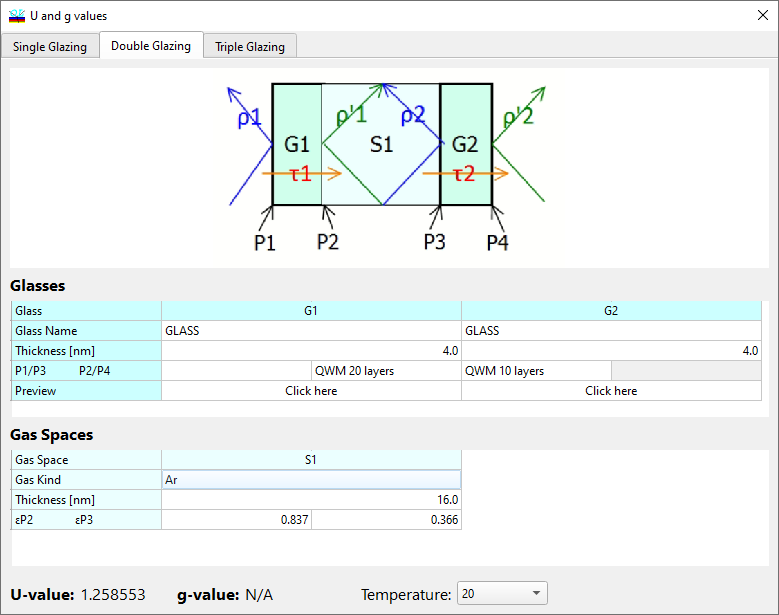 U and g values
Single Glazing Double Glazing Triple Glazing
ρ1 ρ'1 ρ2 ρ'2
G1 S1 G2
τ1 τ2
P1 P2 P3 P4
Glasses
Glass G1 G2
Glass Name GLASS GLASS
Thickness [nm] 4.0 4.0
P1/P3 P2/P4 QWM 20 layers QWM 10 layers
Preview Click here Click here
Gas Spaces
Gas Space S1
Gas Kind Ar
Thickness [nm] 16.0
εP2 εP3 0.837 0.366
U-value: 1.258553 g-value: N/A Temperature: 20